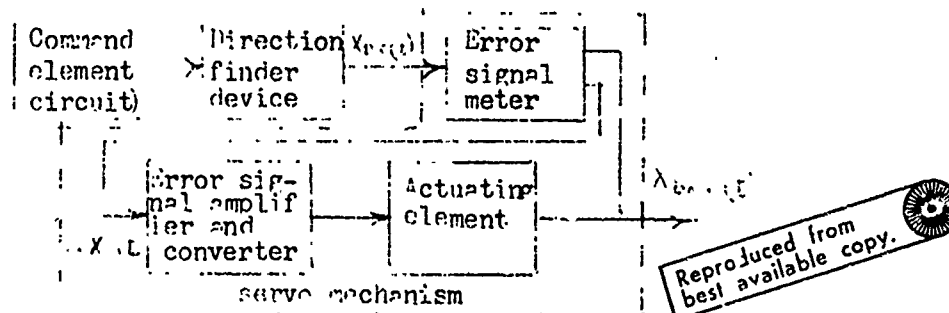 Command
element
circuit)
Direction
finder
device
Error
signal
meter
Error sig-
nal amplif
ier and
converter
Actuating
element
servo mechanism
Reproduced from
best available copy.